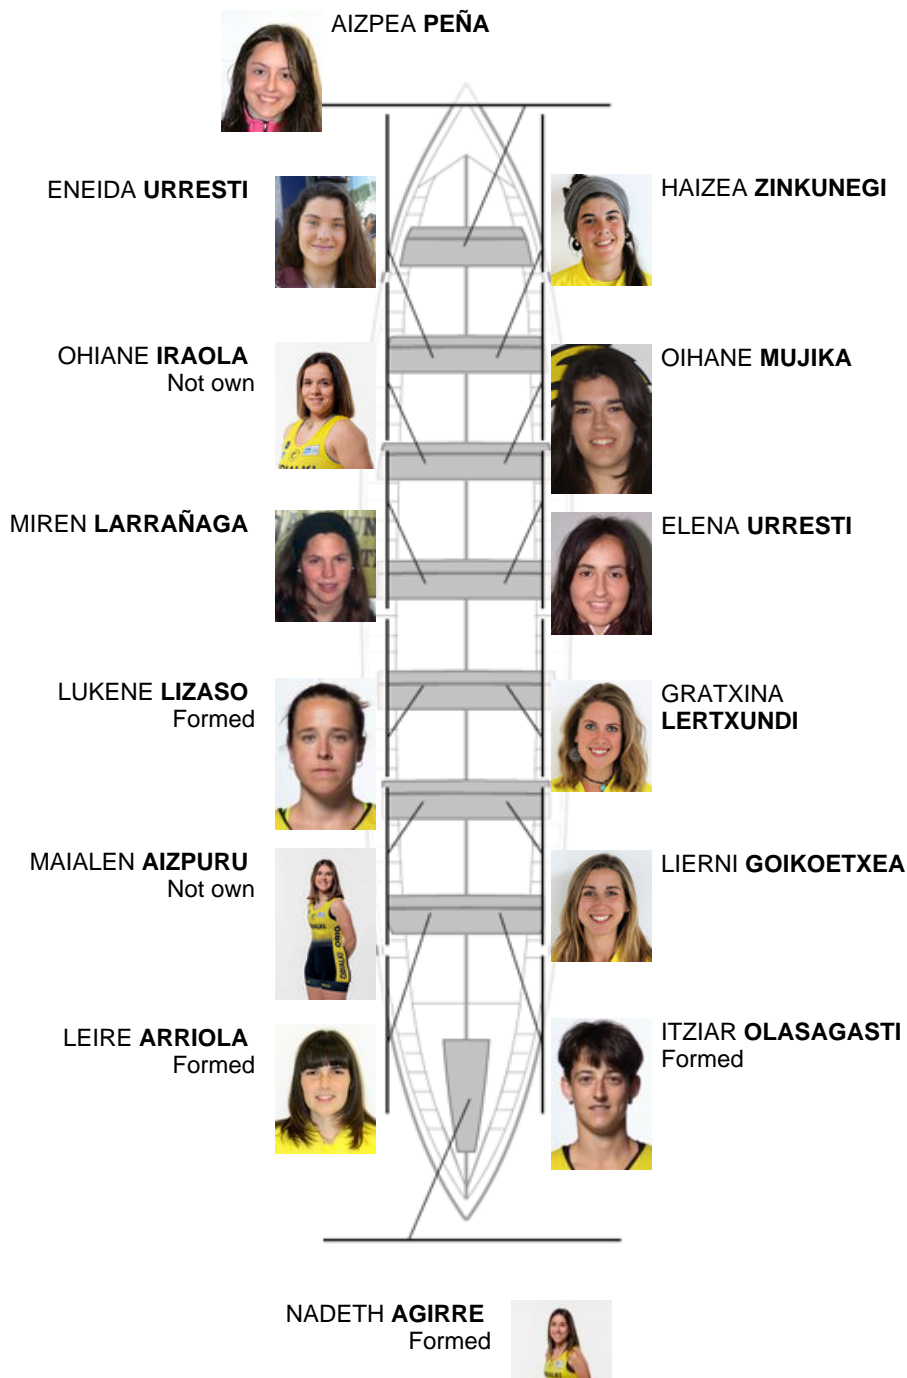 AIZPEA PEÑA
ENEIDA URRESTI
HAIZEA ZINKUNEGI
OHIANE IRAOLA
Not own
OIHANE MUJIKA
MIREN LARRAÑAGA
ELENA URRESTI
LUKENE LIZASO
Formed
GRATXINA
LERTXUNDI
MAIALEN AIZPURU
Not own
LIERNI GOIKOETXEA
LEIRE ARRIOLA
Formed
ITZIAR OLASAGASTI
Formed
NADETH AGIRRE
Formed